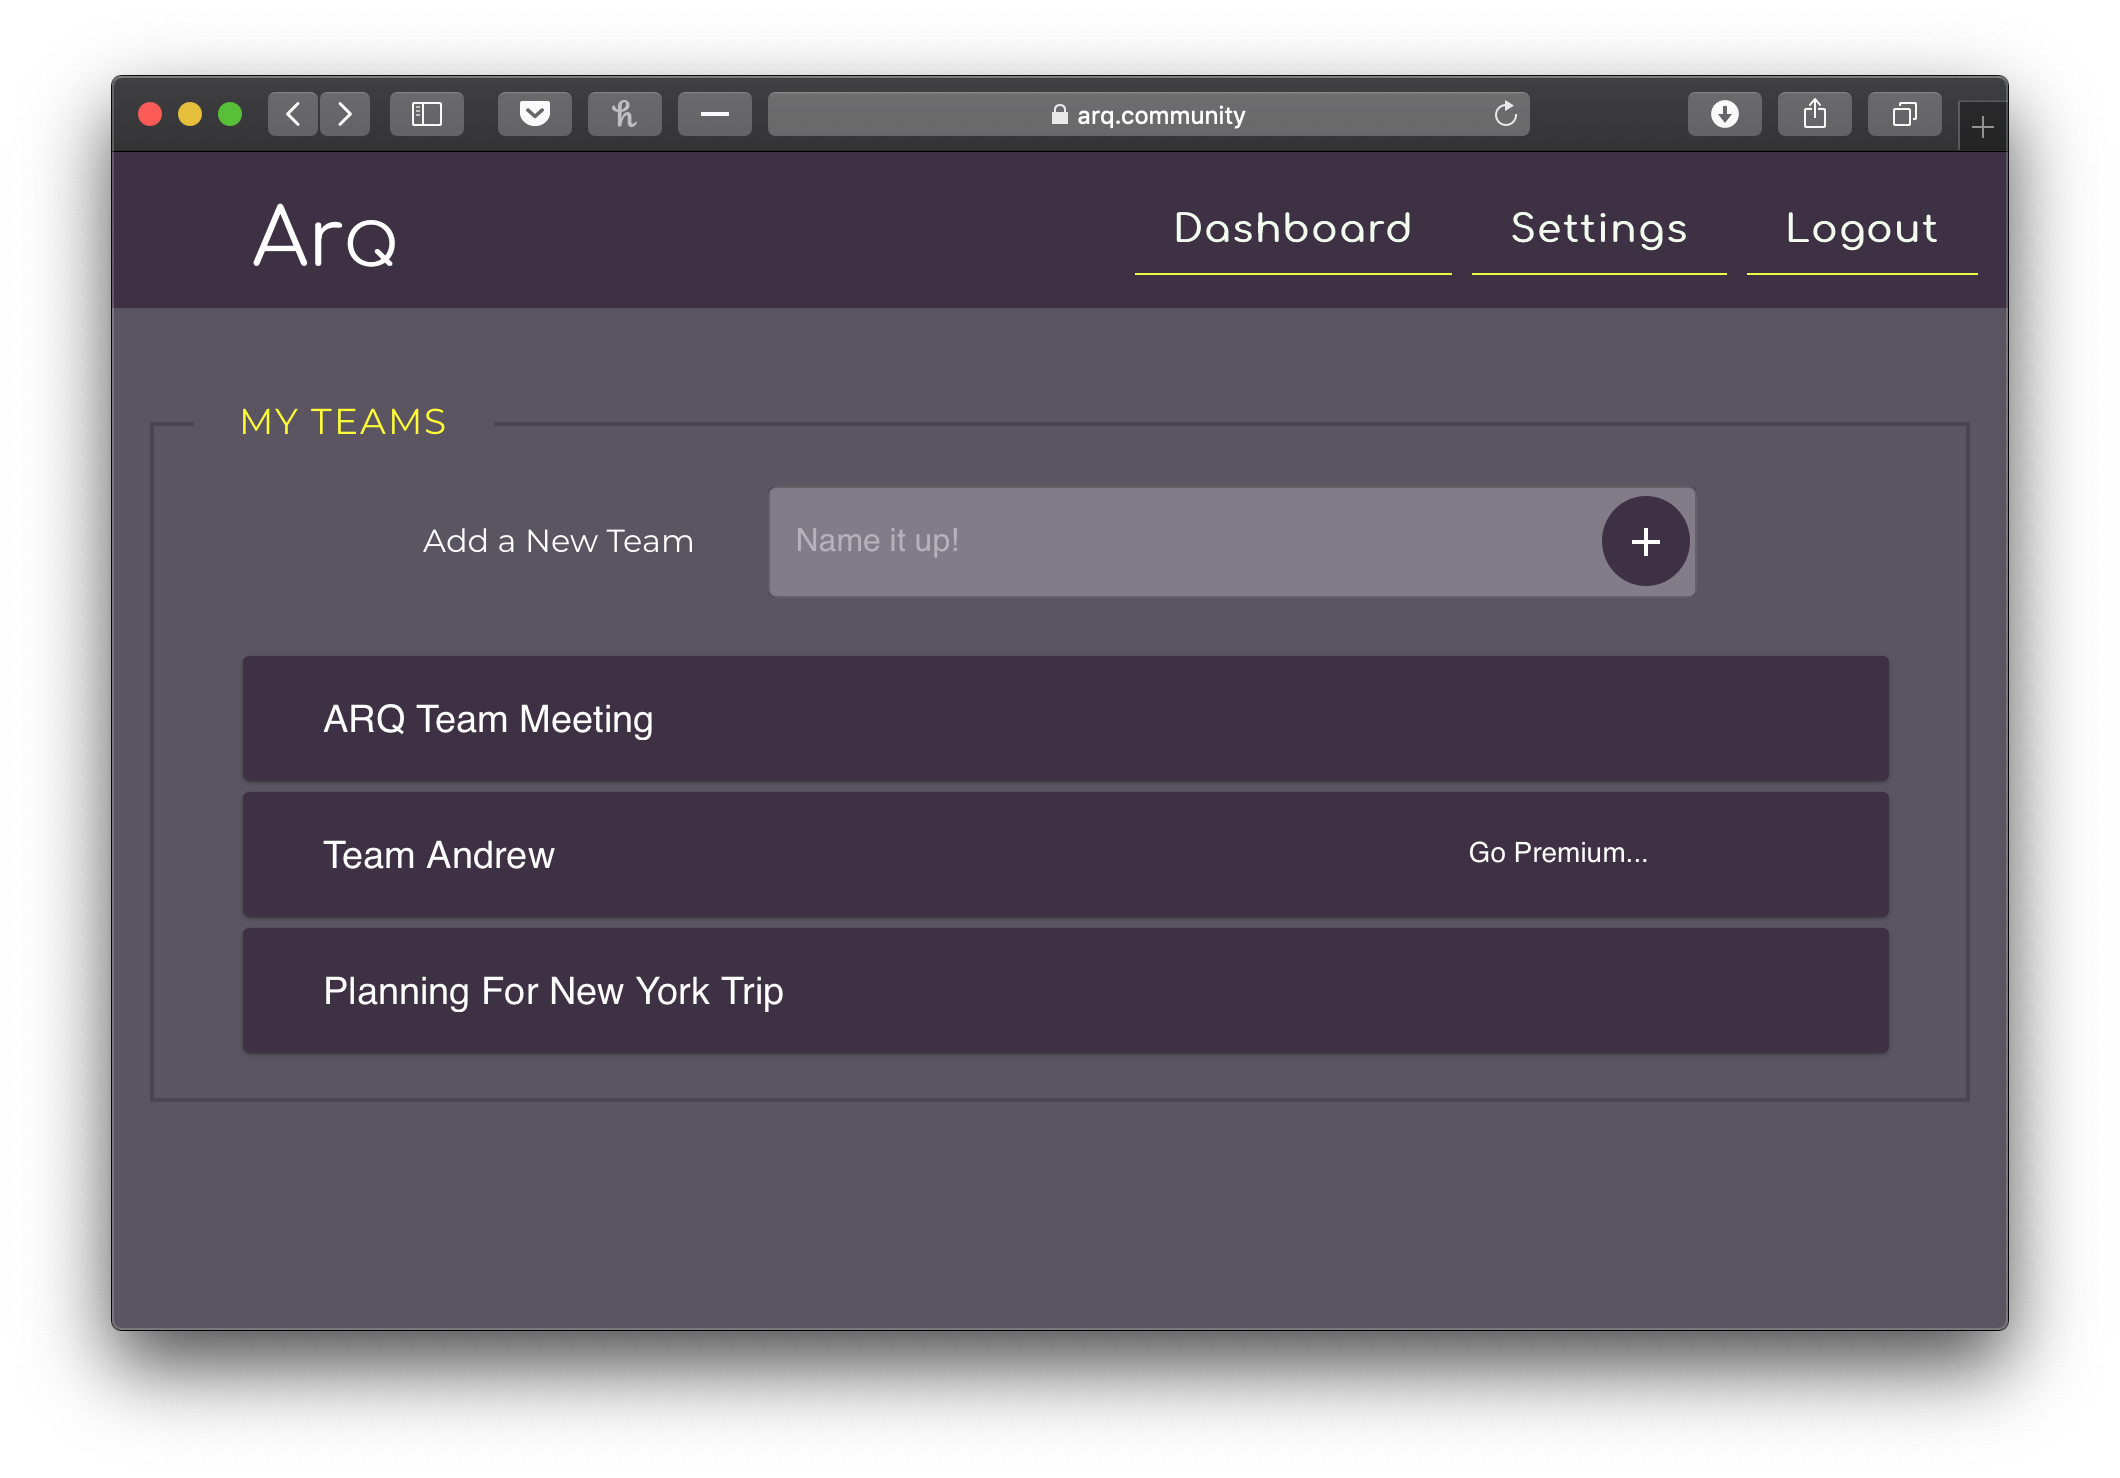 arq.community
Arq
Dashboard Settings Logout
MY TEAMS
Add a New Team
Name it up!
ARQ Team Meeting
Team Andrew
Go Premium...
Planning For New York Trip